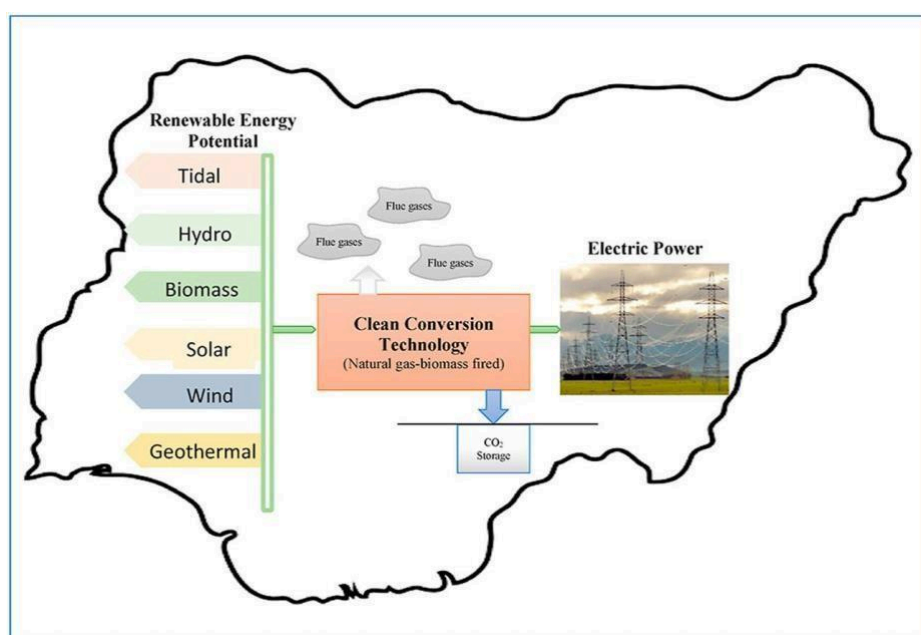 Renewable Energy
Potential
Tidal
Hydro
Biomass
Solar
Wind
Geothermal
Flue gases
Flue gases
Flue gases
Clean Conversion
Technology
(Natural gas-biomass fired)
CO₂
Storage
Electric Power